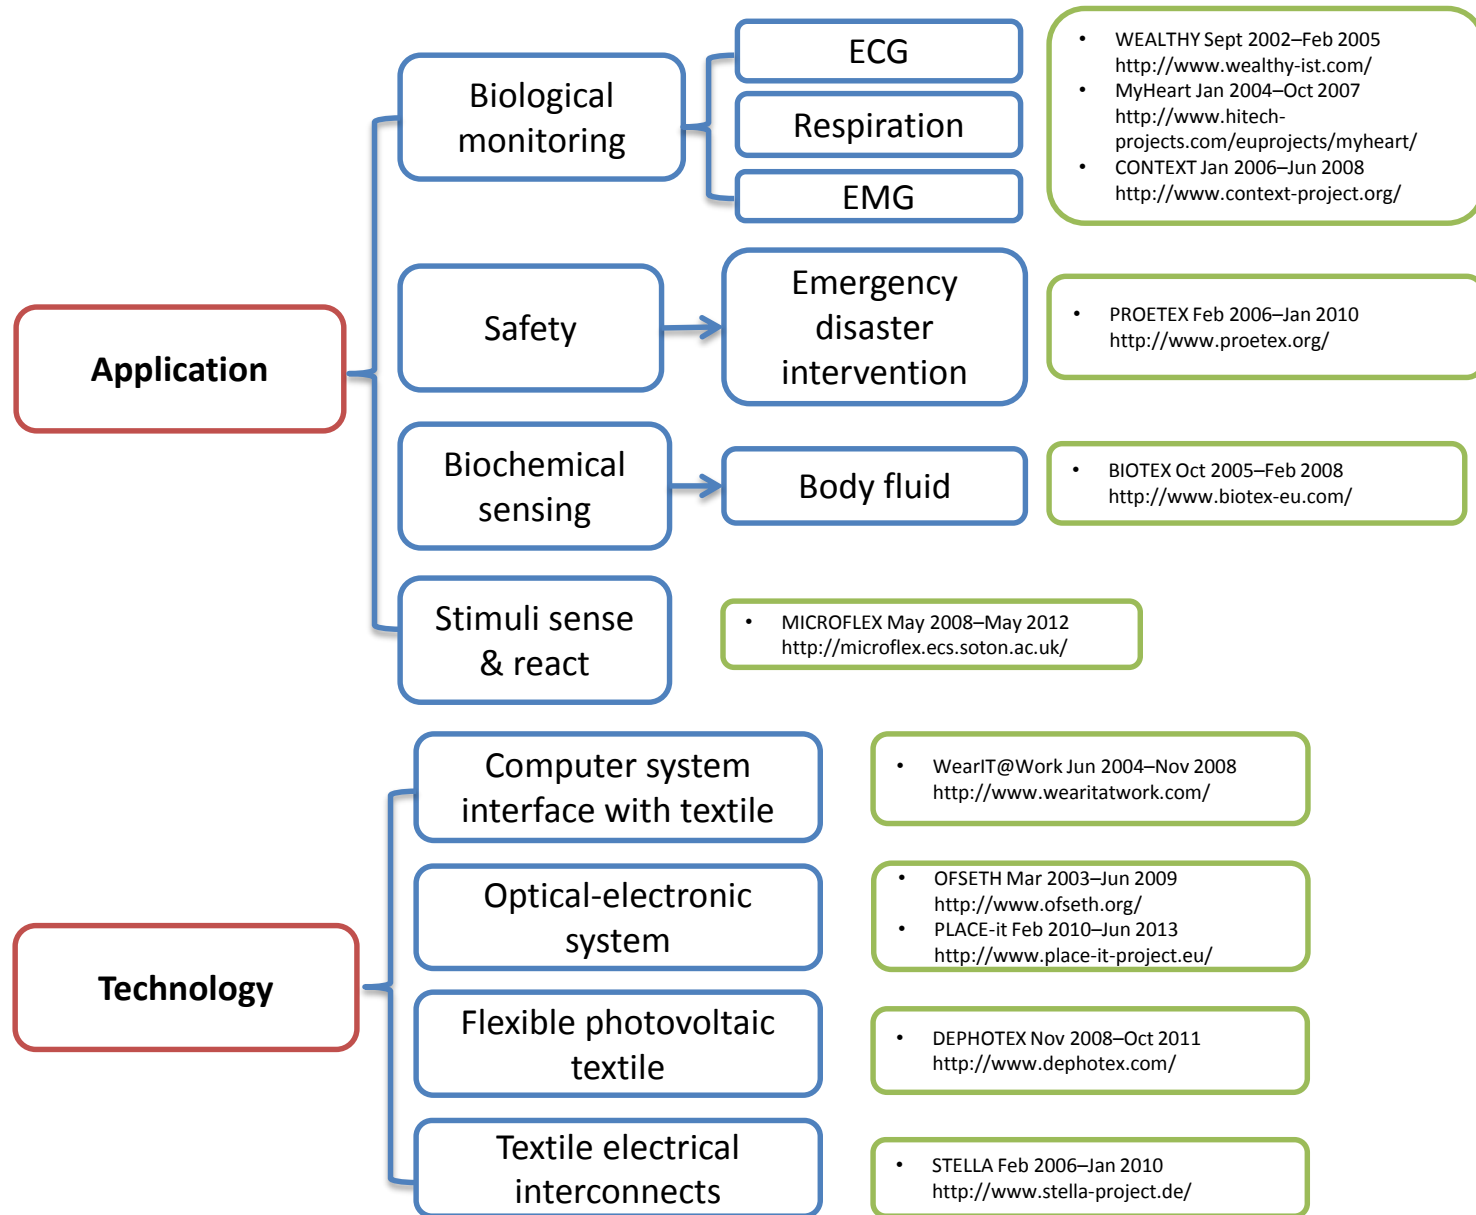 Application
Biological
monitoring
ECG
Respiration
EMG
• WEALTHY Sept 2002–Feb 2005
http://www.wealthy-ist.com/
• MyHeart Jan 2004–Oct 2007
http://www.hitech-
projects.com/euprojects/myheart/
• CONTEXT Jan 2006–Jun 2008
http://www.context-project.org/
Safety
Emergency
disaster
intervention
• PROETEX Feb 2006–Jan 2010
http://www.proetex.org/
Biochemical
sensing
Body fluid
• BIOTEX Oct 2005–Feb 2008
http://www.biotex-eu.com/
Stimuli sense
& react
• MICROFLEX May 2008–May 2012
http://microflex.ecs.soton.ac.uk/
Technology
Computer system
interface with textile
• WearIT@Work Jun 2004–Nov 2008
http://www.wearitatwork.com/
Optical-electronic
system
• OFSETH Mar 2003–Jun 2009
http://www.ofseth.org/
• PLACE-it Feb 2010–Jun 2013
http://www.place-it-project.eu/
Flexible photovoltaic
textile
• DEPHOTEX Nov 2008–Oct 2011
http://www.dephotex.com/
Textile electrical
interconnects
• STELLA Feb 2006–Jan 2010
http://www.stella-project.de/